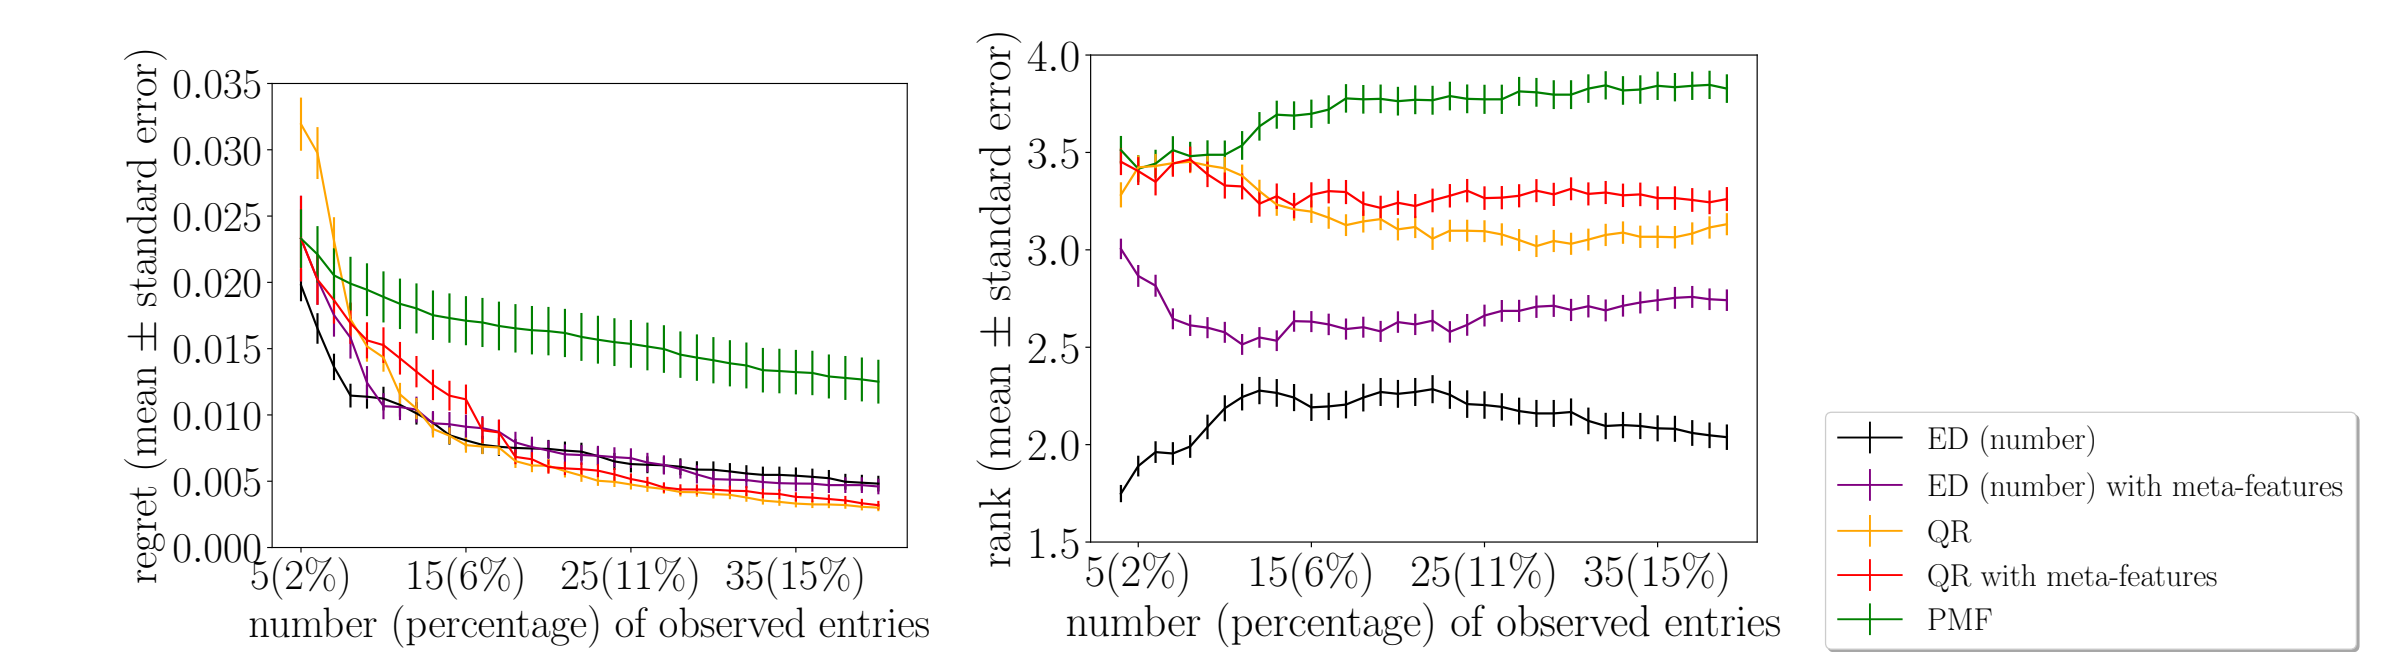 regret (mean ± standard error)
0.035
0.030
0.025
0.020
0.015
0.010
0.005
0.000
5(2%) 15(6%) 25(11%) 35(15%)
number (percentage) of observed entries
rank (mean ± standard error)
4.0
3.5
3.0
2.5
2.0
1.5
5(2%) 15(6%) 25(11%) 35(15%)
number (percentage) of observed entries
ED (number)
ED (number) with meta-features
QR
QR with meta-features
PMF